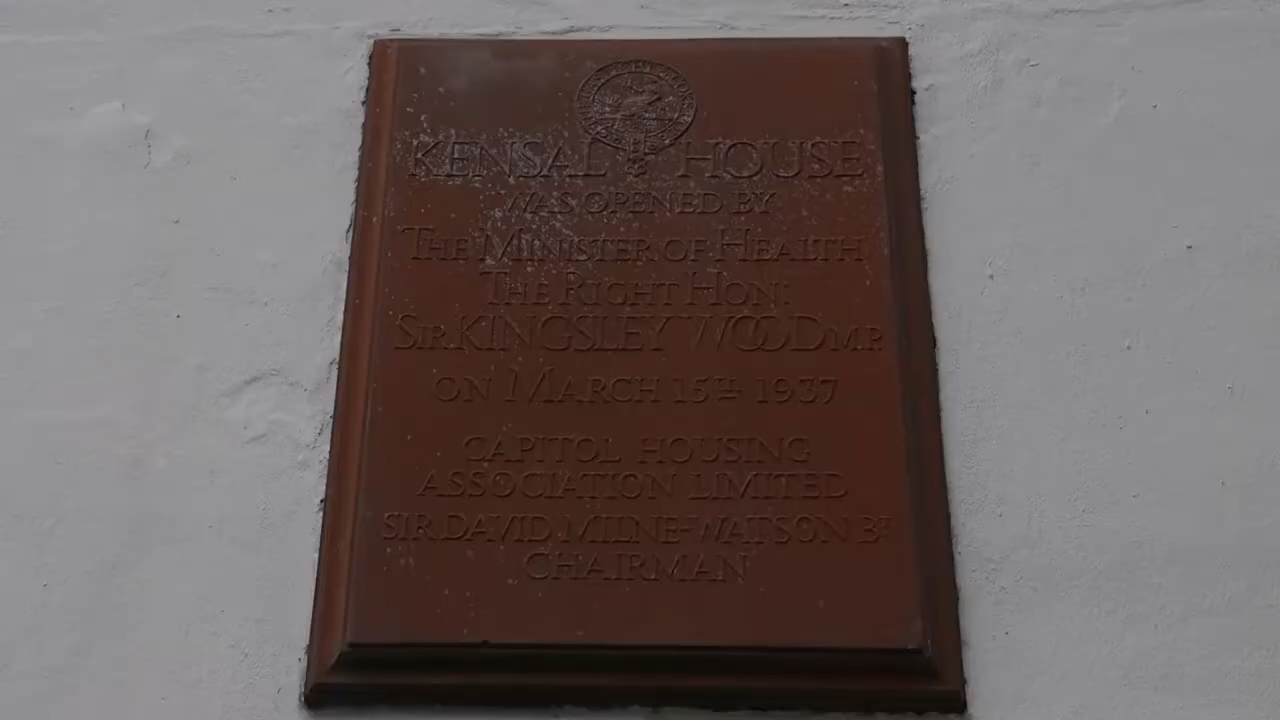 KENSAL HOUSE
WAS OPENED BY
THE MINISTER OF HEALTH
THE RIGHT HON:
SIR KINGSLEY WOOD M.P.
ON MARCH 15TH 1937
CAPITOL HOUSING
ASSOCIATION LIMITED
SIR DAVID MILNE-WATSON BT
CHAIRMAN